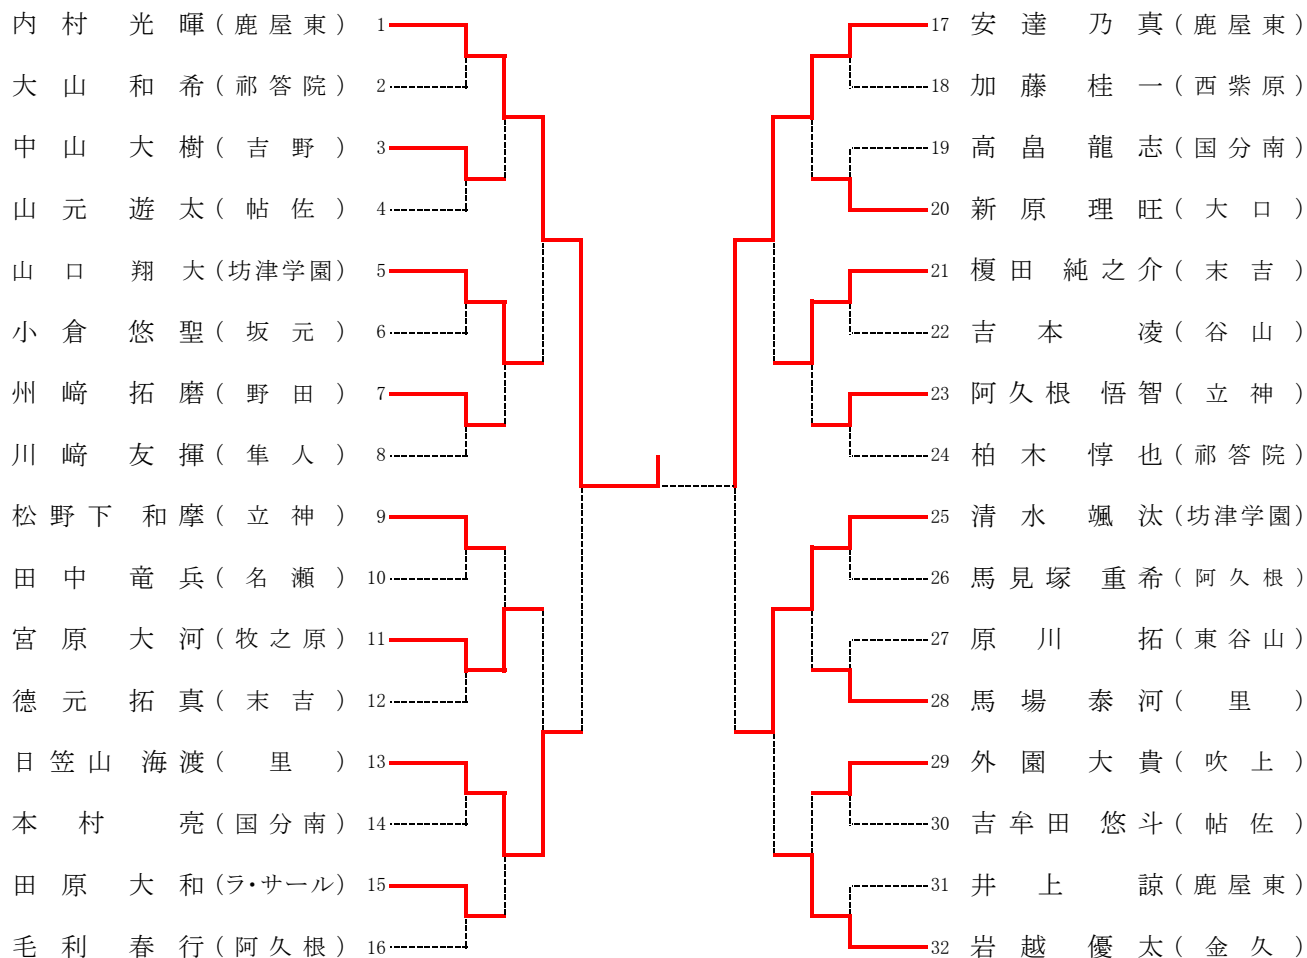 内村 光暉 (鹿屋東) 1
大山 和希 (祁答院) 2
中山 大樹 (吉野) 3
山元 遊太 (帖佐) 4
山口 翔大 (坊津学園) 5
小倉 悠聖 (坂元) 6
州﨑 拓磨 (野田) 7
川﨑 友揮 (隼人) 8
松野下 和摩 (立神) 9
田中 竜兵 (名瀬) 10
宮原 大河 (牧之原) 11
德元 拓真 (末吉) 12
日笠山 海渡 (里) 13
本村 亮 (国分南) 14
田原 大和 (ラ・サール) 15
毛利 春行 (阿久根) 16
17 安達 乃真 (鹿屋東)
18 加藤 桂一 (西紫原)
19 高畠 龍志 (国分南)
20 新原 理旺 (大口)
21 榎田 純之介 (末吉)
22 吉本 凌 (谷山)
23 阿久根 悟智 (立神)
24 柏木 惇也 (祁答院)
25 清水 颯汰 (坊津学園)
26 馬見塚 重希 (阿久根)
27 原川 拓 (東谷山)
28 馬場 泰河 (里)
29 外園 大貴 (吹上)
30 吉牟田 悠斗 (帖佐)
31 井上 諒 (鹿屋東)
32 岩越 優太 (金久)